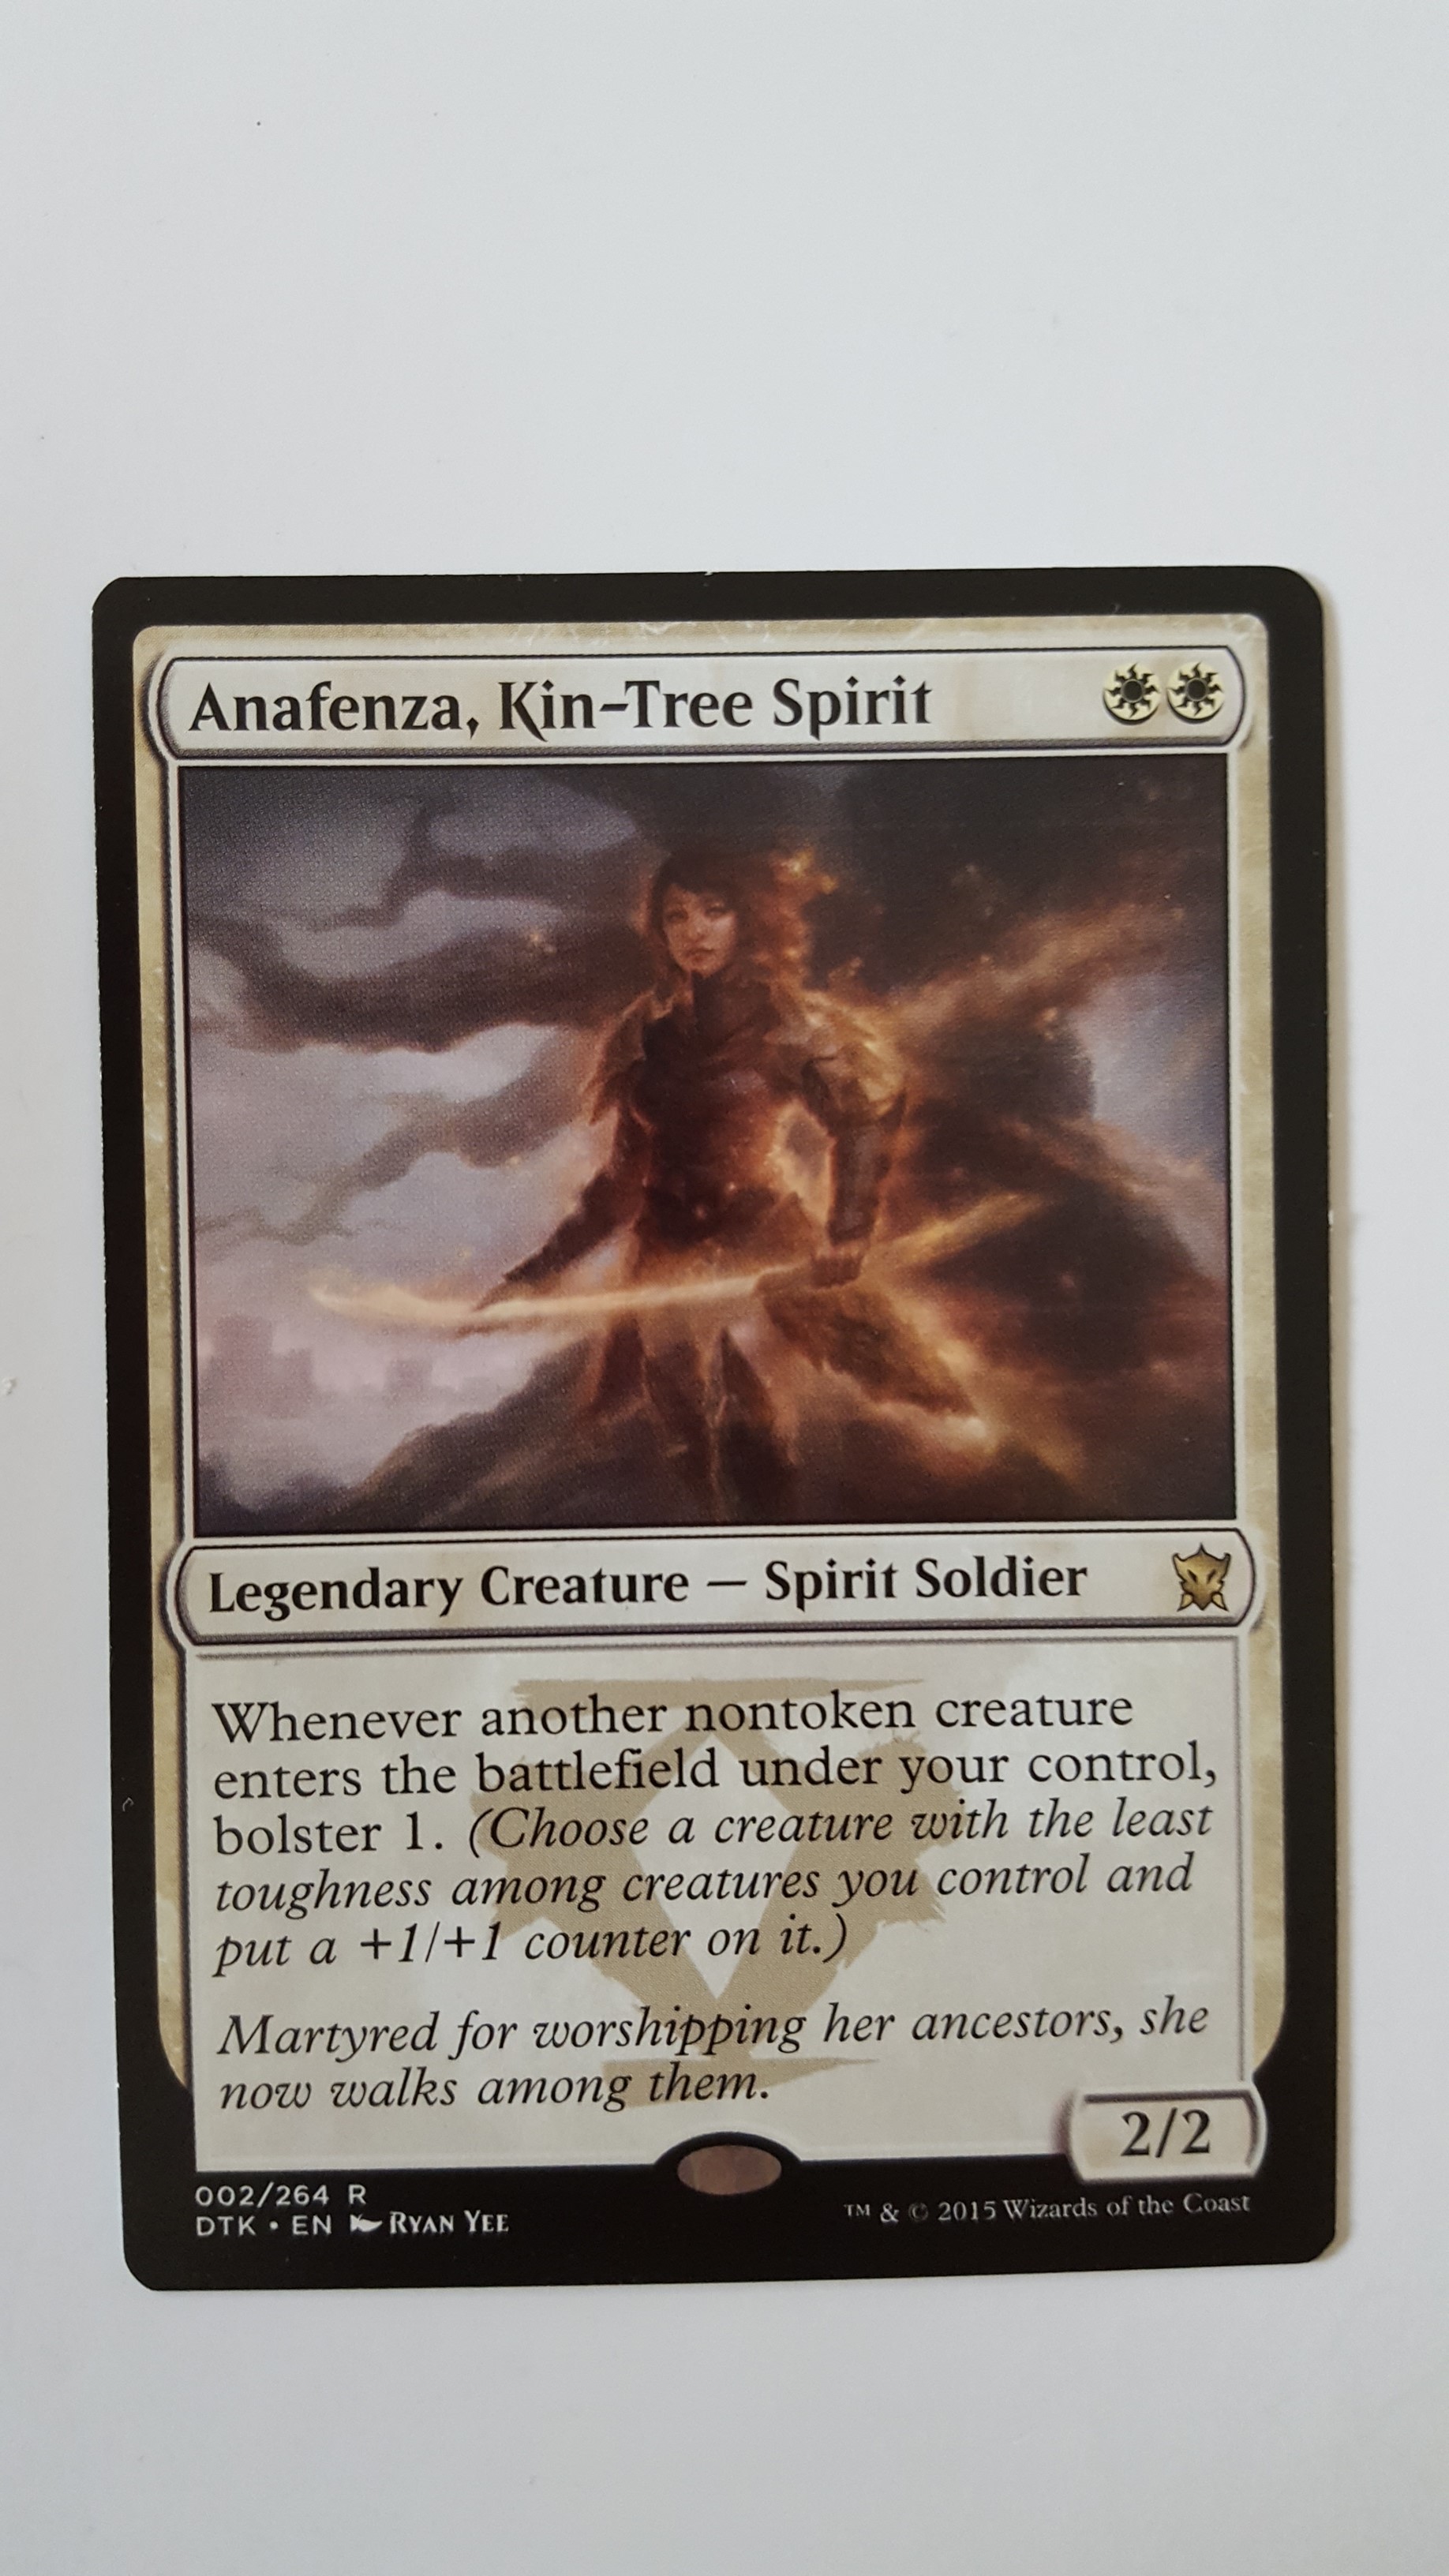 Anafenza, Kin-Tree Spirit
Legendary Creature — Spirit Soldier
Whenever another nontoken creature
enters the battlefield under your control,
bolster 1. (Choose a creature with the least
toughness among creatures you control and
put a +1/+1 counter on it.)
Martyred for worshipping her ancestors, she
now walks among them.
2/2
002/264 R
DTK • EN RYAN YEE
™ & © 2015 Wizards of the Coast